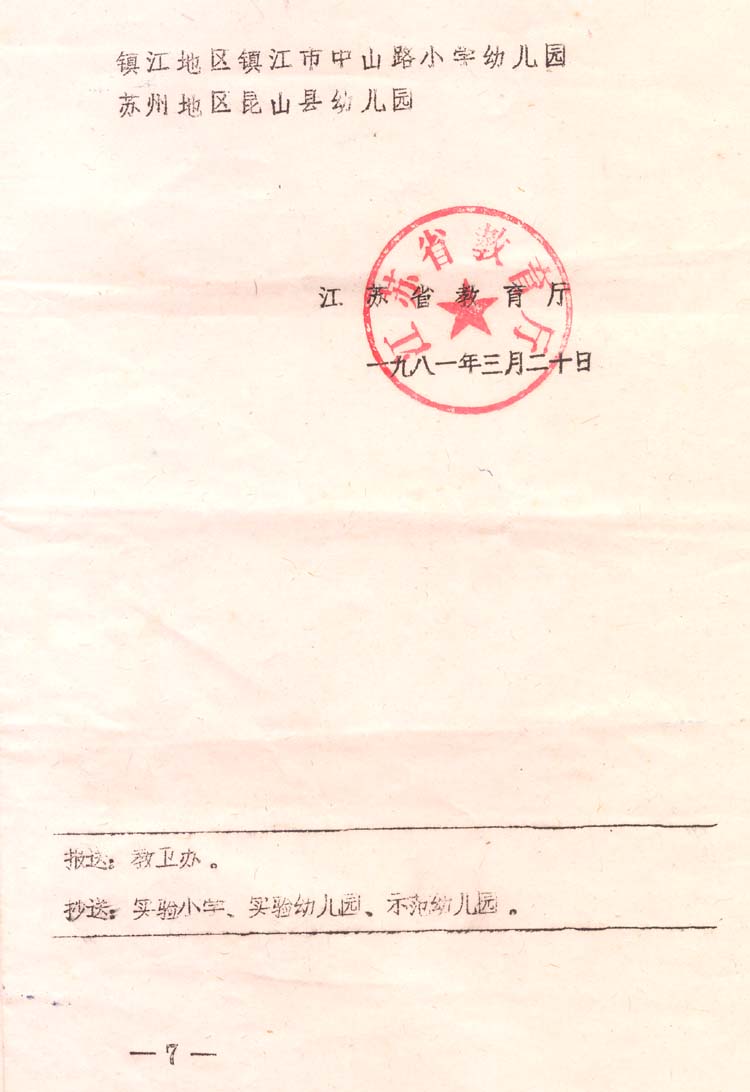 镇江地区镇江市中山路小学幼儿园
苏州地区昆山县幼儿园
江苏省教育厅
江苏省教育厅
一九八一年三月二十日
报送：教卫办。
抄送：实验小学、实验幼儿园、示范幼儿园。
— 7 —